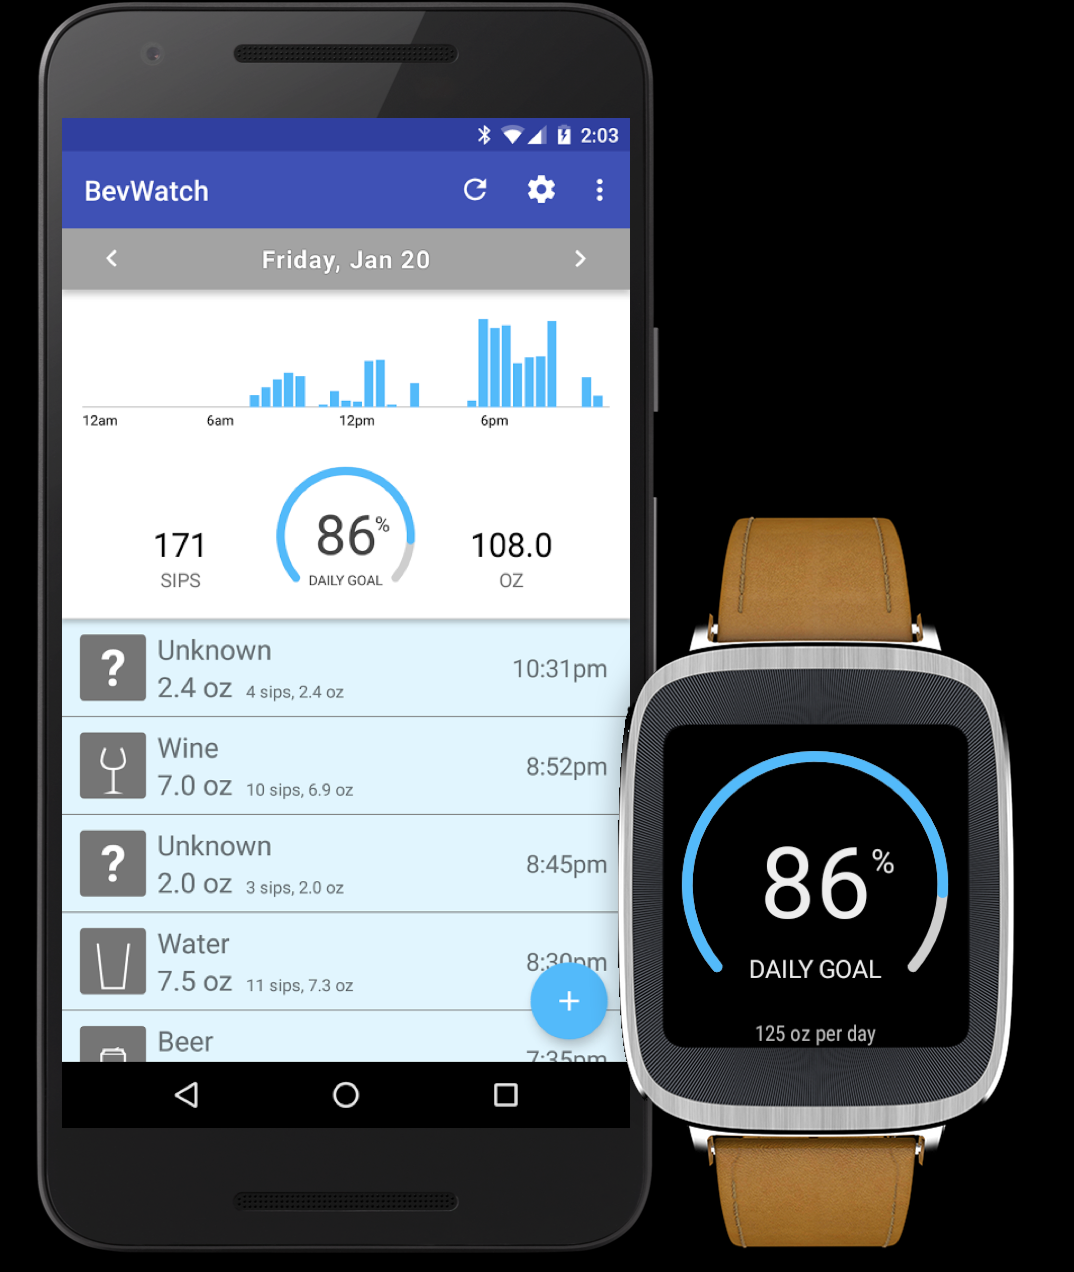 2:03
BevWatch
Friday, Jan 20
12am 6am 12pm 6pm
171
SIPS
86%
DAILY GOAL
108.0
OZ
?
Unknown
2.4 oz 4 sips, 2.4 oz
10:31pm
Wine
7.0 oz 10 sips, 6.9 oz
8:52pm
?
Unknown
2.0 oz 3 sips, 2.0 oz
8:45pm
Water
7.5 oz 11 sips, 7.3 oz
8:30pm
+
Beer
7:35pm
86%
DAILY GOAL
125 oz per day